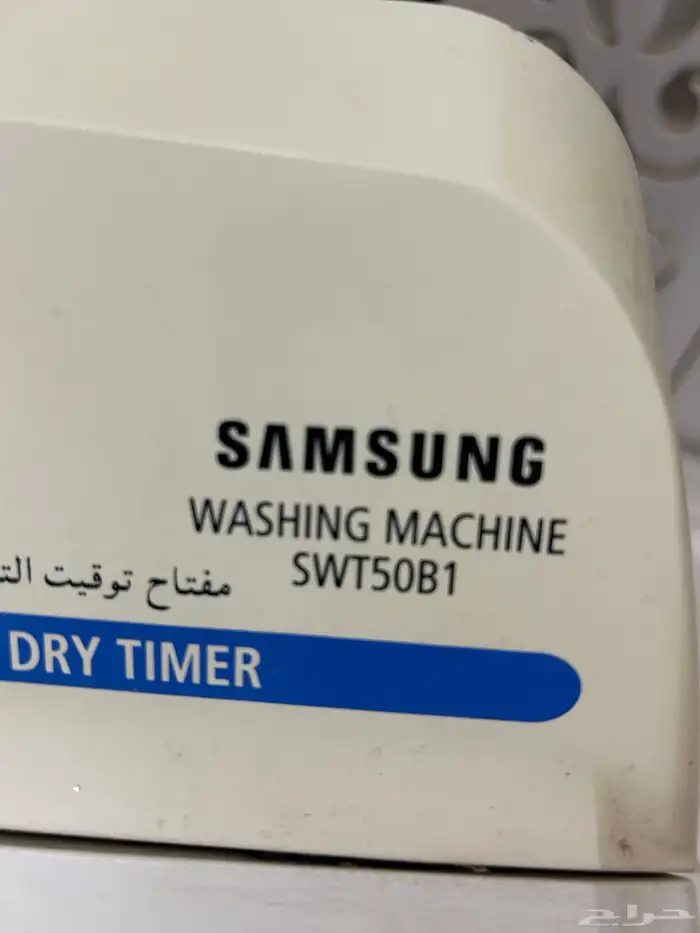 SAMSUNG
WASHING MACHINE
SWT50B1
مفتاح توقيت
DRY TIMER
حراج